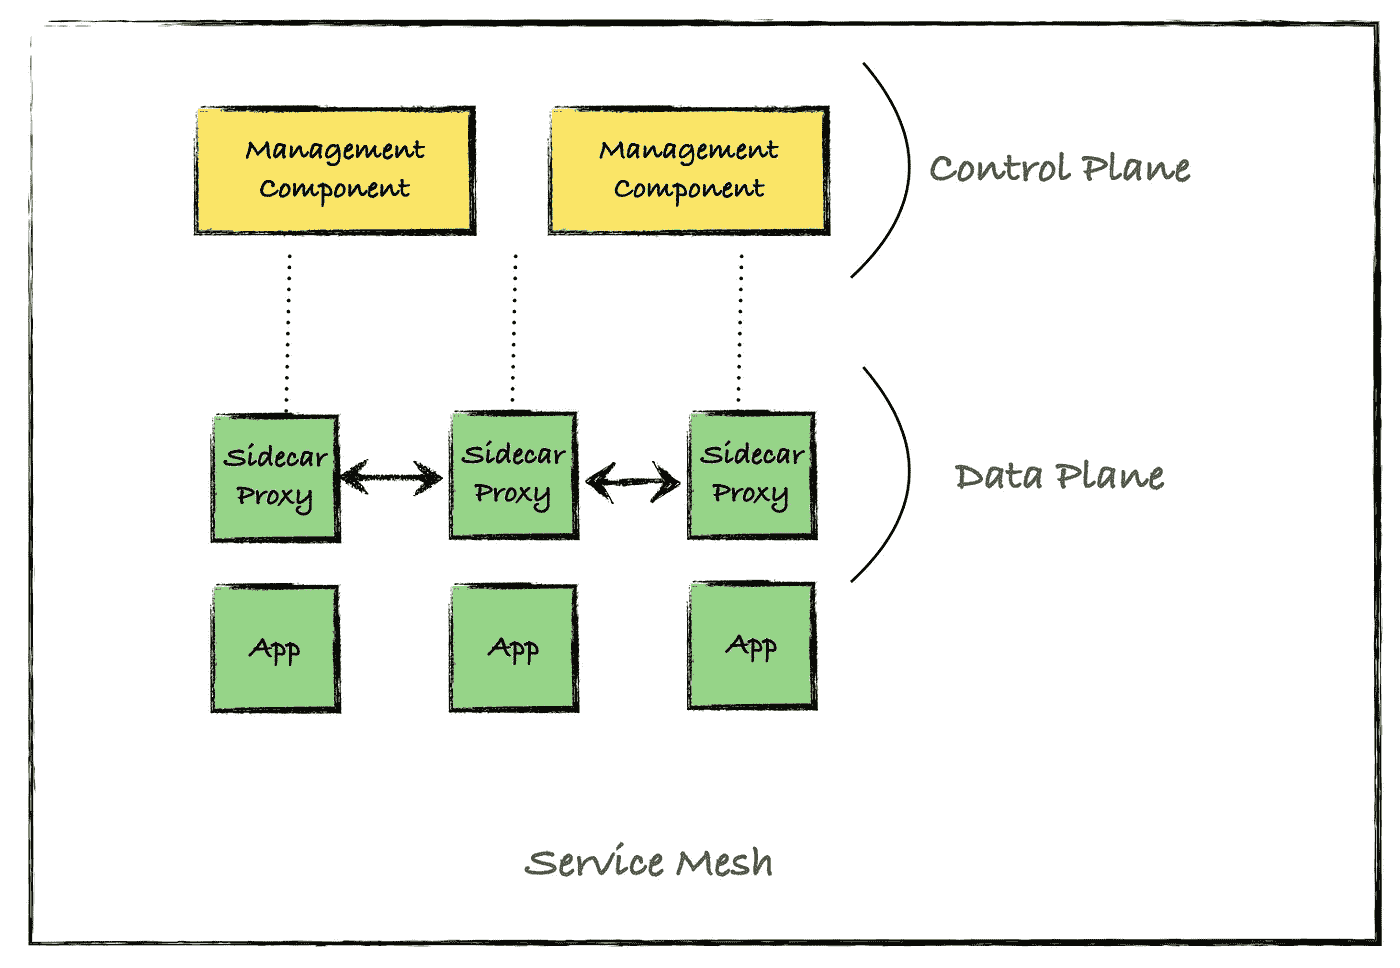 Management
Component
Management
Component
Control Plane
Sidecar
Proxy
Sidecar
Proxy
Sidecar
Proxy
Data Plane
App
App
App
Service Mesh